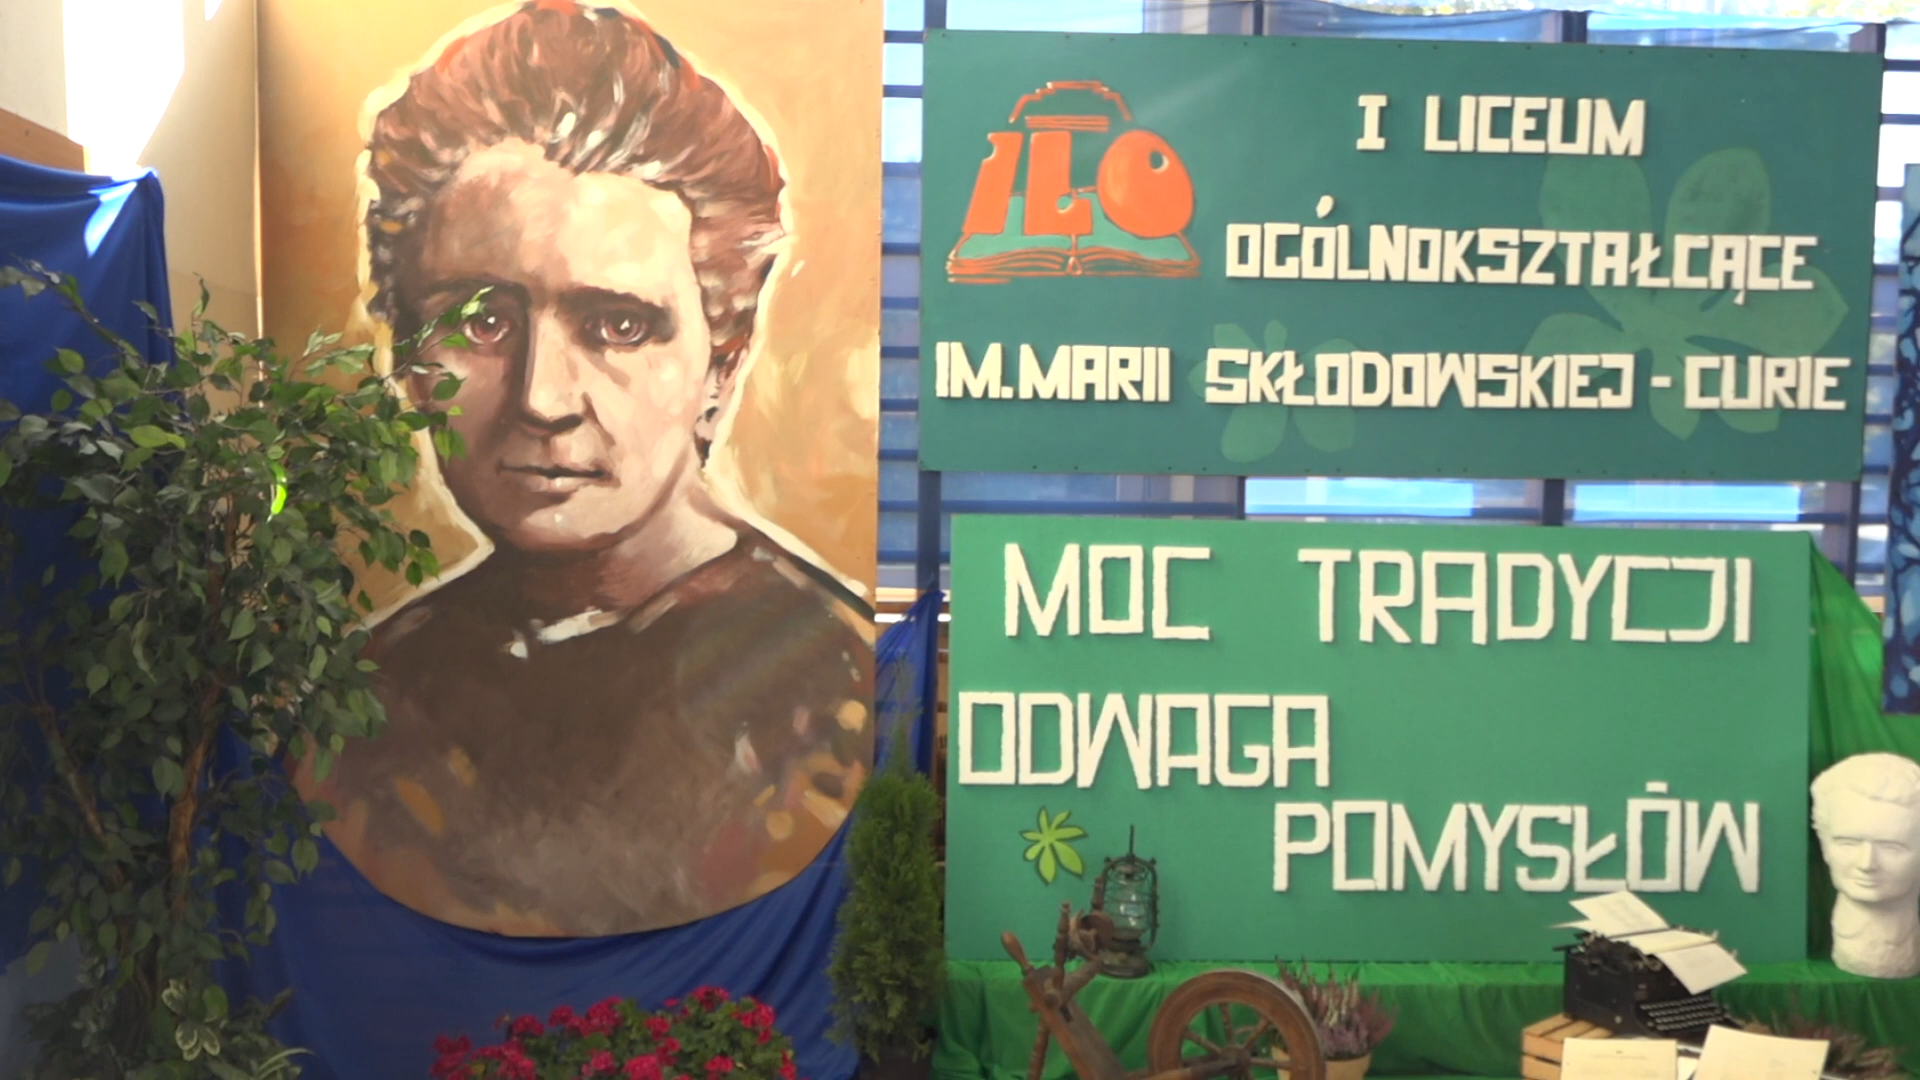 ILO
I LICEUM
OGÓLNOKSZTAŁCĄCE
IM. MARII SKŁODOWSKIEJ - CURIE
MOC TRADYCJI
ODWAGA
POMYSŁÓW